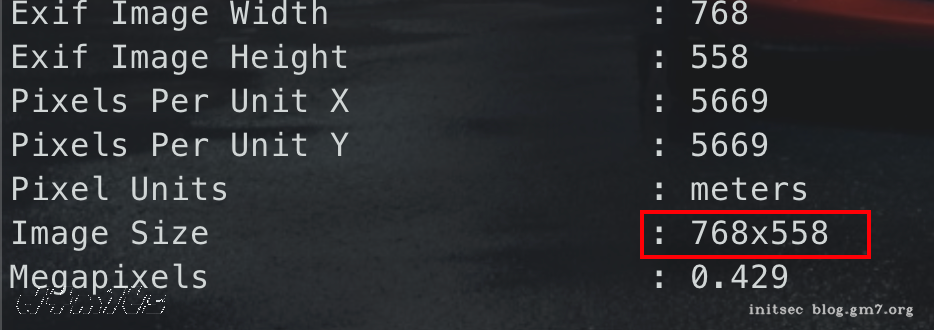 Exif Image Width : 768
Exif Image Height : 558
Pixels Per Unit X : 5669
Pixels Per Unit Y : 5669
Pixel Units : meters
Image Size : 768x558
Megapixels : 0.429
initsec blog.gm7.org